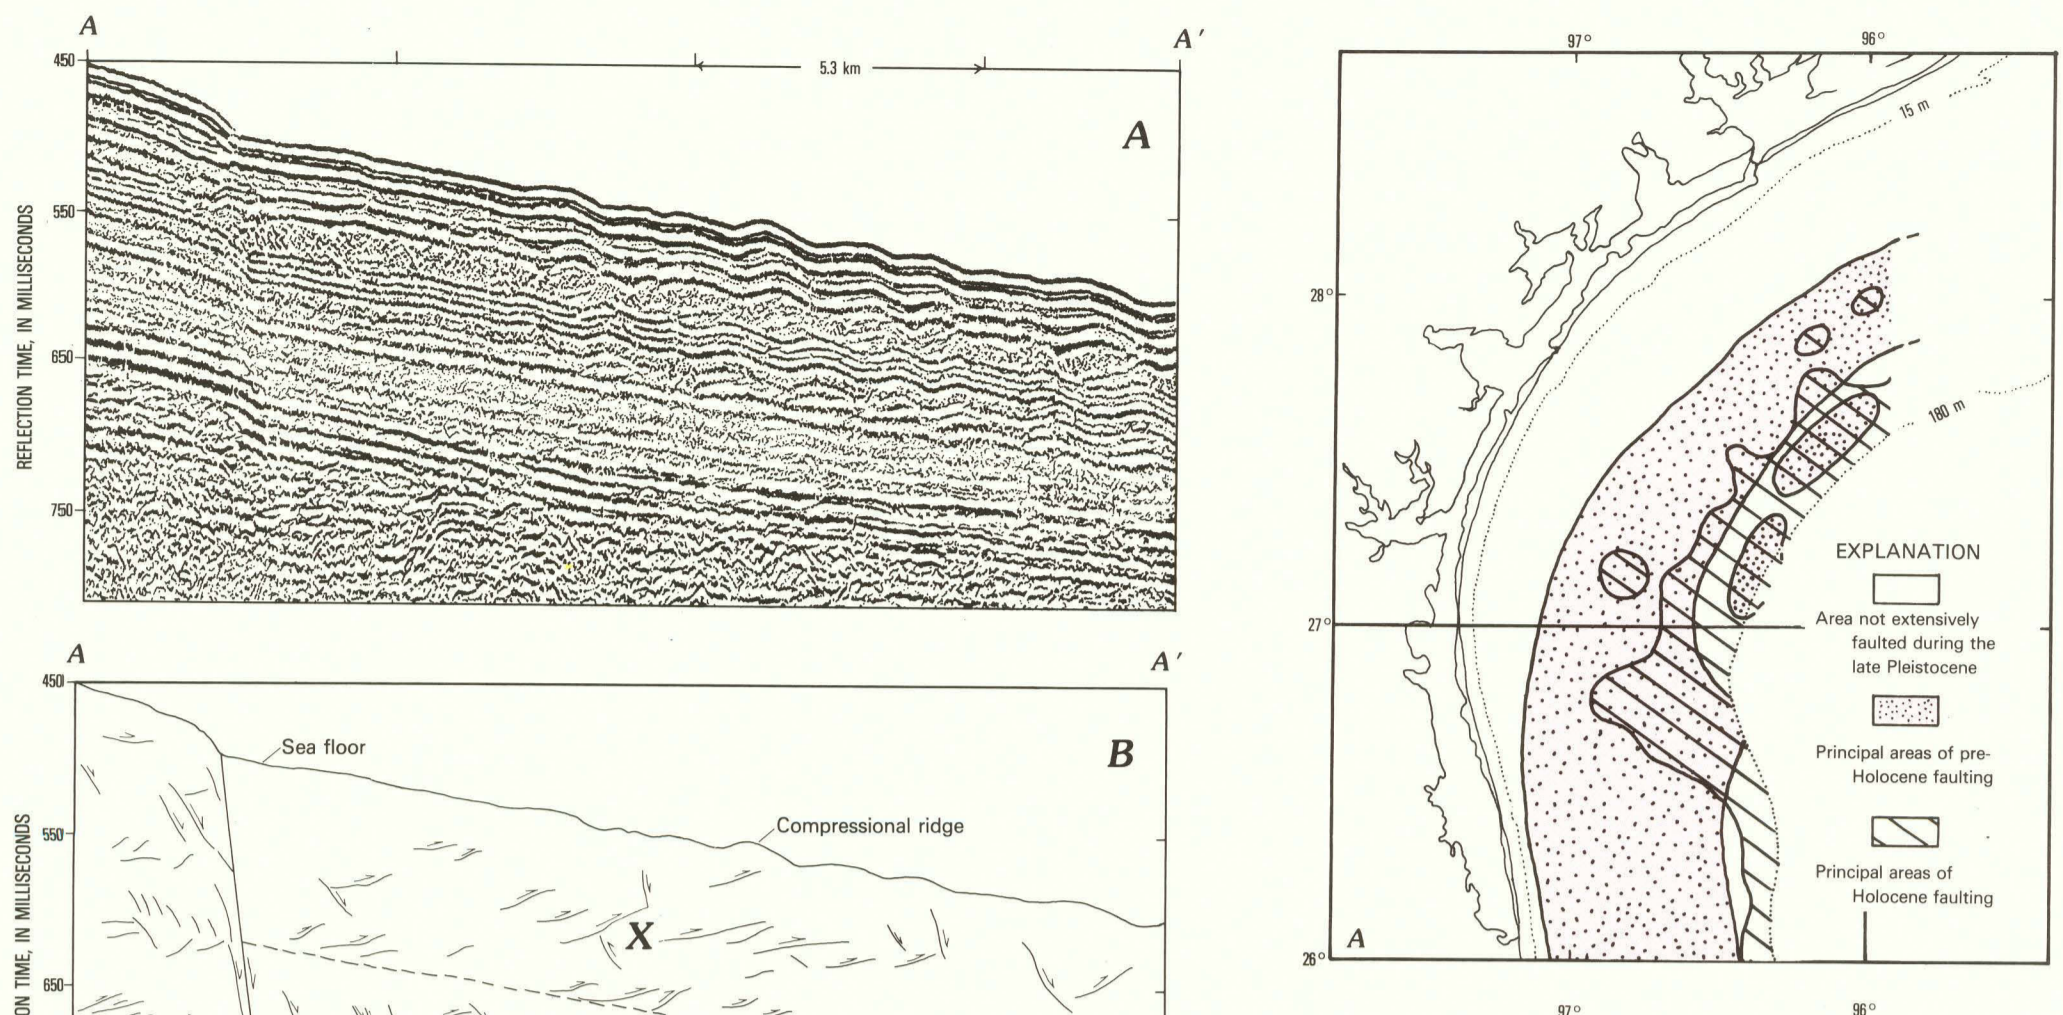 A
A′
450
5.3 km
A
550
650
750
REFLECTION TIME, IN MILLISECONDS
A
A′
450
Sea floor
B
550
Compressional ridge
X
650
ON TIME, IN MILLISECONDS
97°
96°
15 m
28°
180 m
27°
EXPLANATION
Area not extensively
faulted during the
late Pleistocene
Principal areas of pre-
Holocene faulting
Principal areas of
Holocene faulting
A
26°
97°
96°